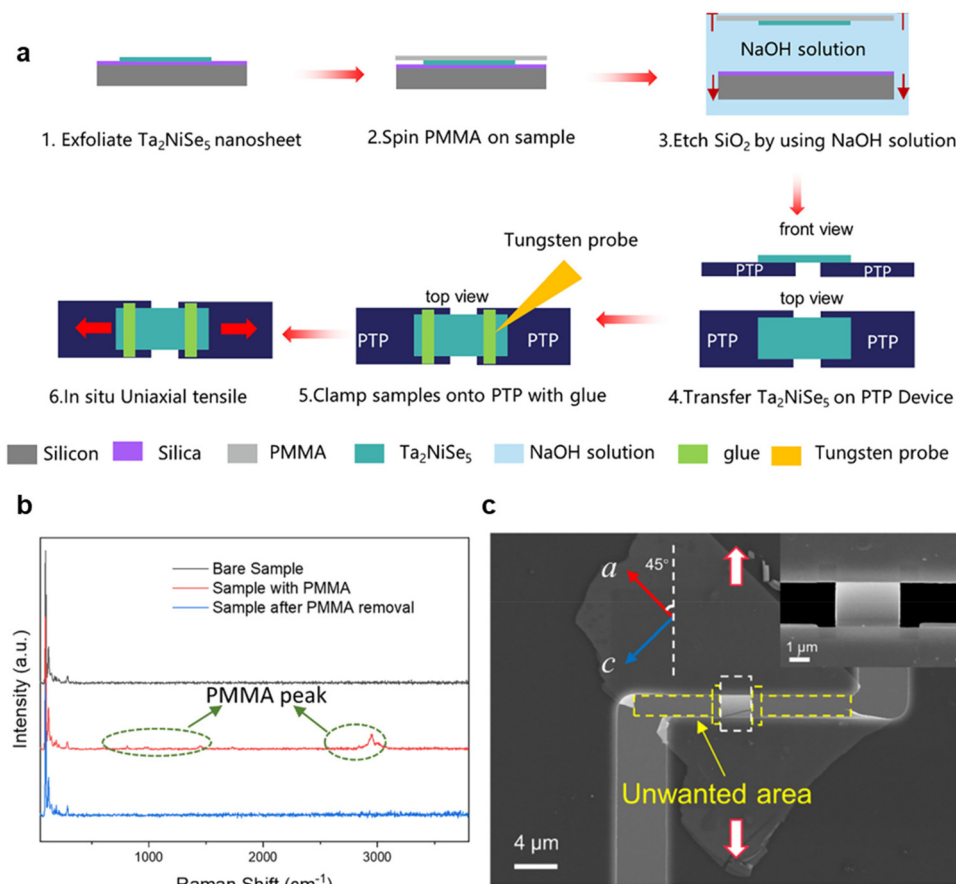 a
1. Exfoliate Ta₂NiSe₅ nanosheet
2.Spin PMMA on sample
NaOH solution
3.Etch SiO₂ by using NaOH solution
front view
PTP
PTP
top view
PTP
PTP
4.Transfer Ta₂NiSe₅ on PTP Device
Tungsten probe
top view
PTP
PTP
5.Clamp samples onto PTP with glue
6.In situ Uniaxial tensile
Silicon
Silica
PMMA
Ta₂NiSe₅
NaOH solution
glue
Tungsten probe
b
Intensity (a.u.)
Bare Sample
Sample with PMMA
Sample after PMMA removal
PMMA peak
1000
2000
3000
Raman Shift (cm⁻¹)
c
45°
a
c
1 μm
Unwanted area
4 μm